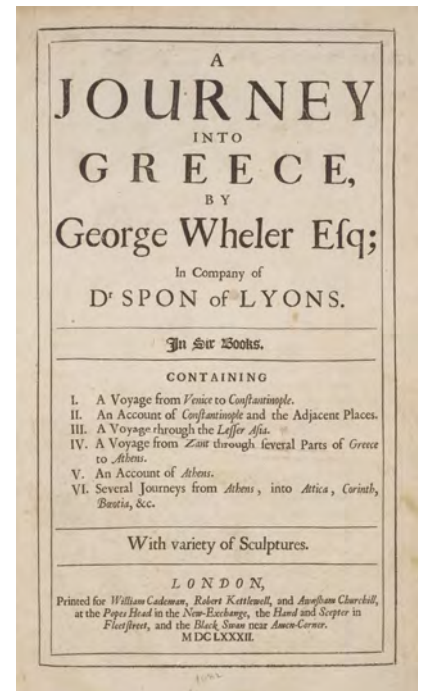 A
JOURNEY
INTO
GREECE,
BY
George Wheler Eſq;
In Company of
Dr SPON of LYONS.
In Six Books.
CONTAINING
I. A Voyage from Venice to Conſtantinople.
II. An Account of Conſtantinople and the Adjacent Places.
III. A Voyage through the Leſſer Aſia.
IV. A Voyage from Zant through ſeveral Parts of Greece
to Athens.
V. An Account of Athens.
VI. Several Journeys from Athens, into Attica, Corinth,
Bœotia, &c.
With variety of Sculptures.
LONDON,
Printed for William Cademan, Robert Kettlewell, and Awnſham Churchill,
at the Popes Head in the New-Exchange, the Hand and Scepter in
Fleetſtreet, and the Black Swan near Amen-Corner.
MDCLXXXII.
1682